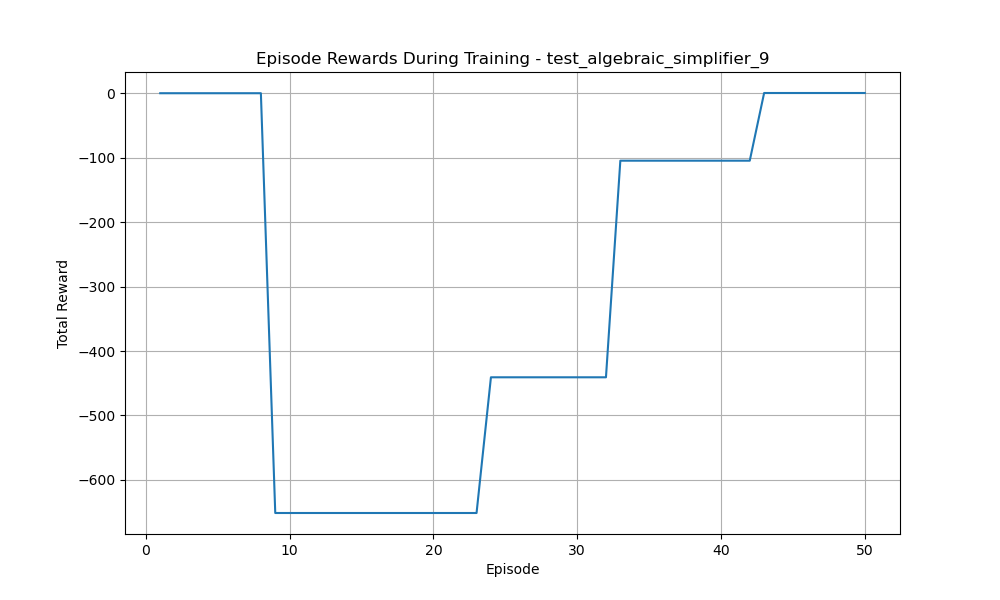 Episode Rewards During Training - test_algebraic_simplifier_9
0
−100
−200
−300
−400
−500
−600
Total Reward
0 10 20 30 40 50
Episode